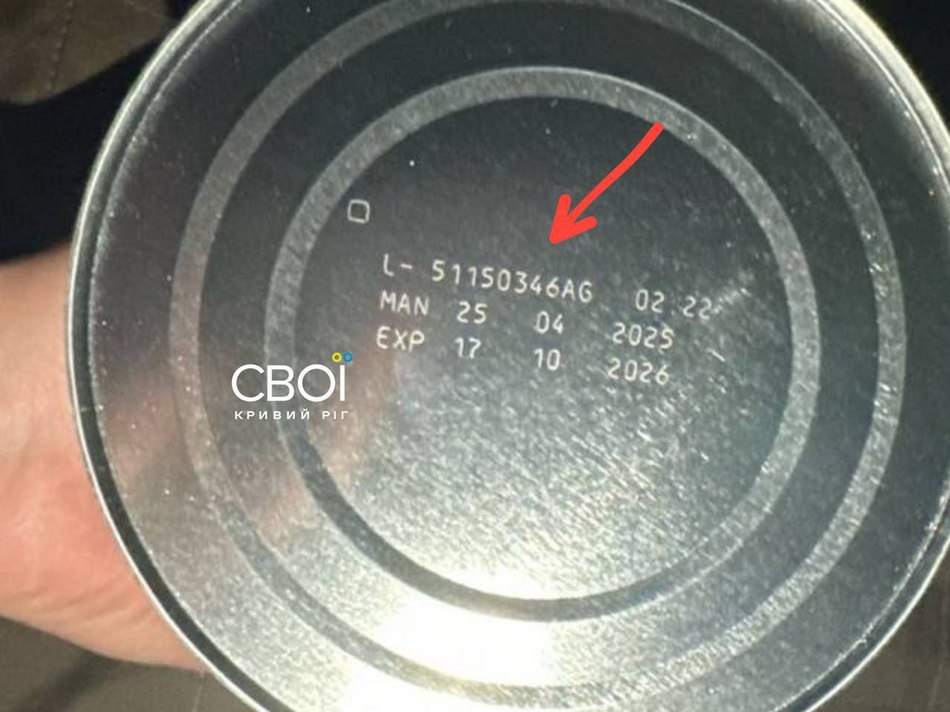 L- 51150346AG 02.22
MAN 25 04 2025
EXP 17 10 2026
СВОЇ
КРИВИЙ РІГ